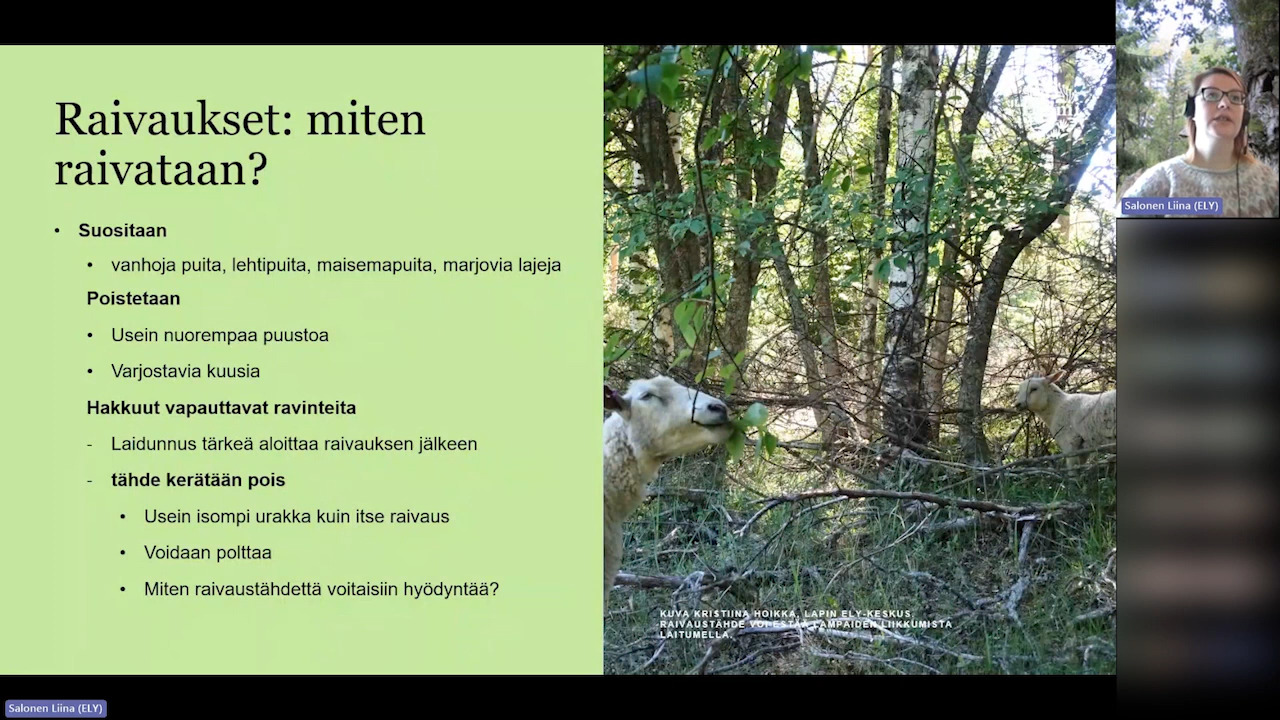 Raivaukset: miten
raivataan?
• Suositaan
• vanhoja puita, lehtipuita, maisemapuita, marjovia lajeja
Poistetaan
• Usein nuorempaa puustoa
• Varjostavia kuusia
Hakkuut vapauttavat ravinteita
- Laidunnus tärkeä aloittaa raivauksen jälkeen
- tähde kerätään pois
• Usein isompi urakka kuin itse raivaus
• Voidaan polttaa
• Miten raivaustähdettä voitaisiin hyödyntää?
KUVA KRISTIINA HOIKKA, LAPIN ELY-KESKUS.
RAIVAUSTÄHDE VOI ESTÄÄ LAMPAIDEN LIIKKUMISTA
LAITUMELLA.
Salonen Liina (ELY)
Salonen Liina (ELY)